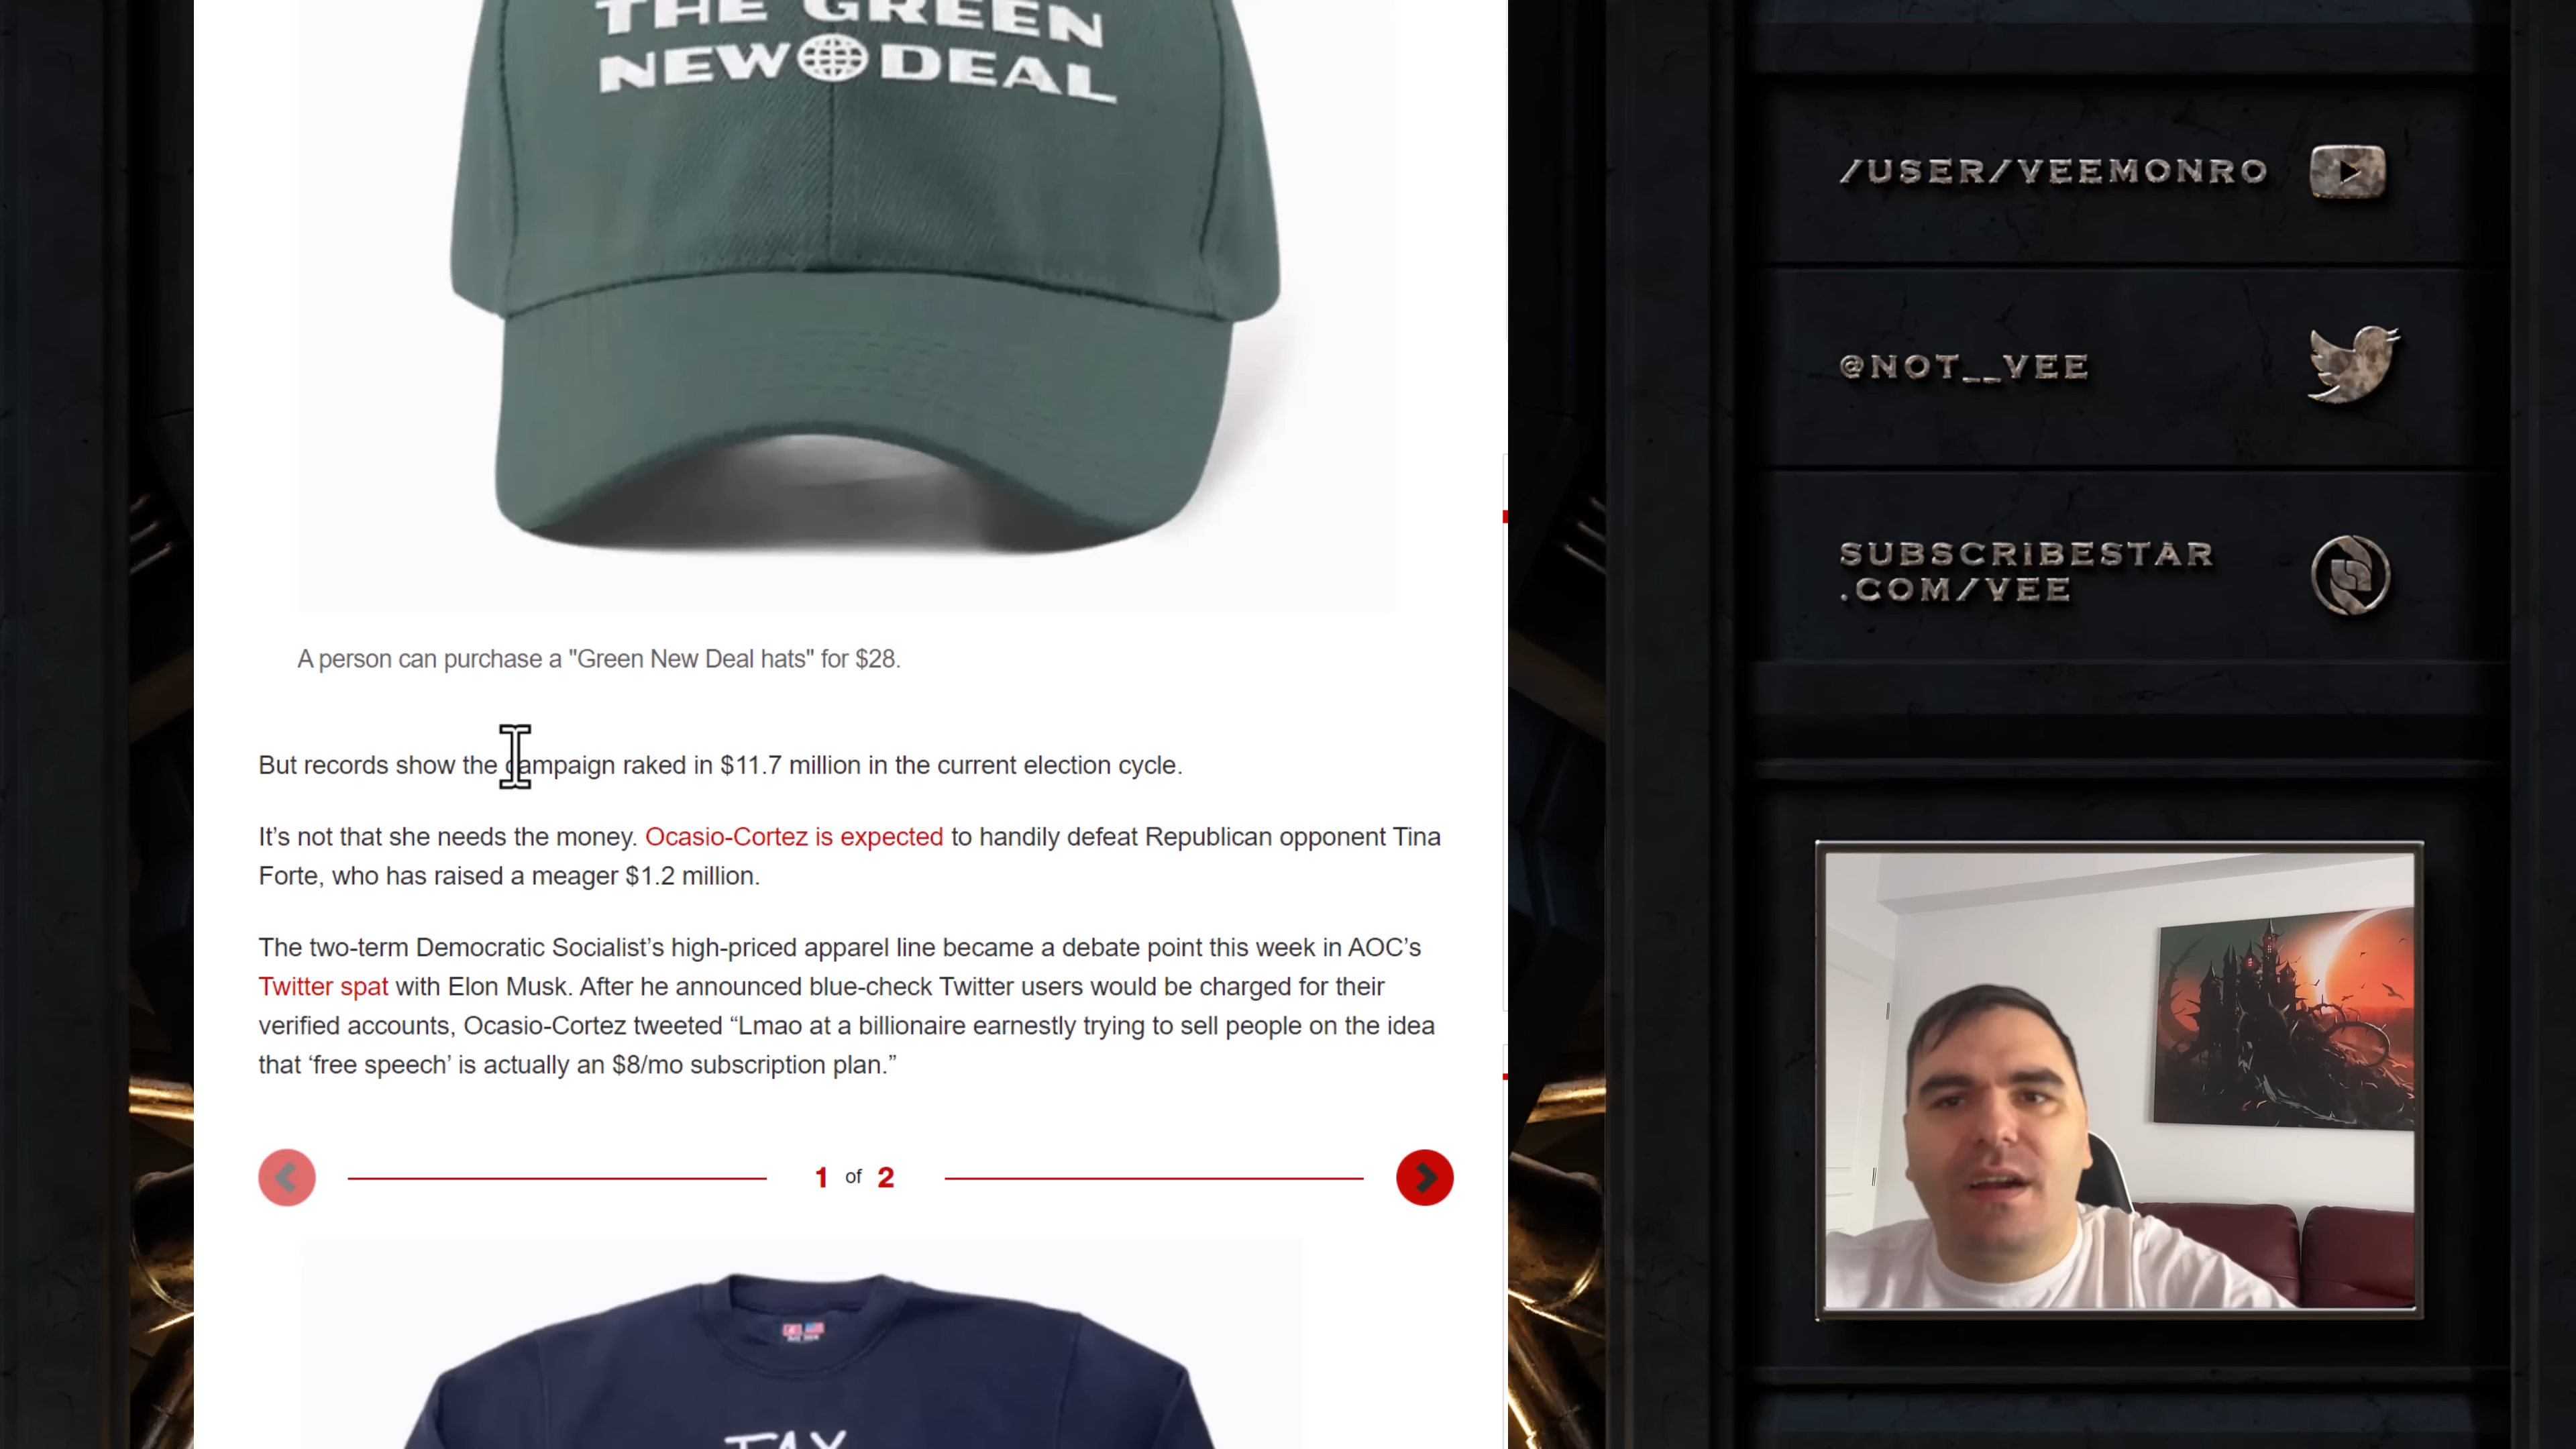 THE GREEN
NEW DEAL
A person can purchase a "Green New Deal hats" for $28.
But records show the campaign raked in $11.7 million in the current election cycle.
It’s not that she needs the money. Ocasio-Cortez is expected to handily defeat Republican opponent Tina
Forte, who has raised a meager $1.2 million.
The two-term Democratic Socialist’s high-priced apparel line became a debate point this week in AOC’s
Twitter spat with Elon Musk. After he announced blue-check Twitter users would be charged for their
verified accounts, Ocasio-Cortez tweeted “Lmao at a billionaire earnestly trying to sell people on the idea
that ‘free speech’ is actually an $8/mo subscription plan.”
1 of 2
TAX
/USER/VEEMONRO
@NOT__VEE
SUBSCRIBESTAR
.COM/VEE